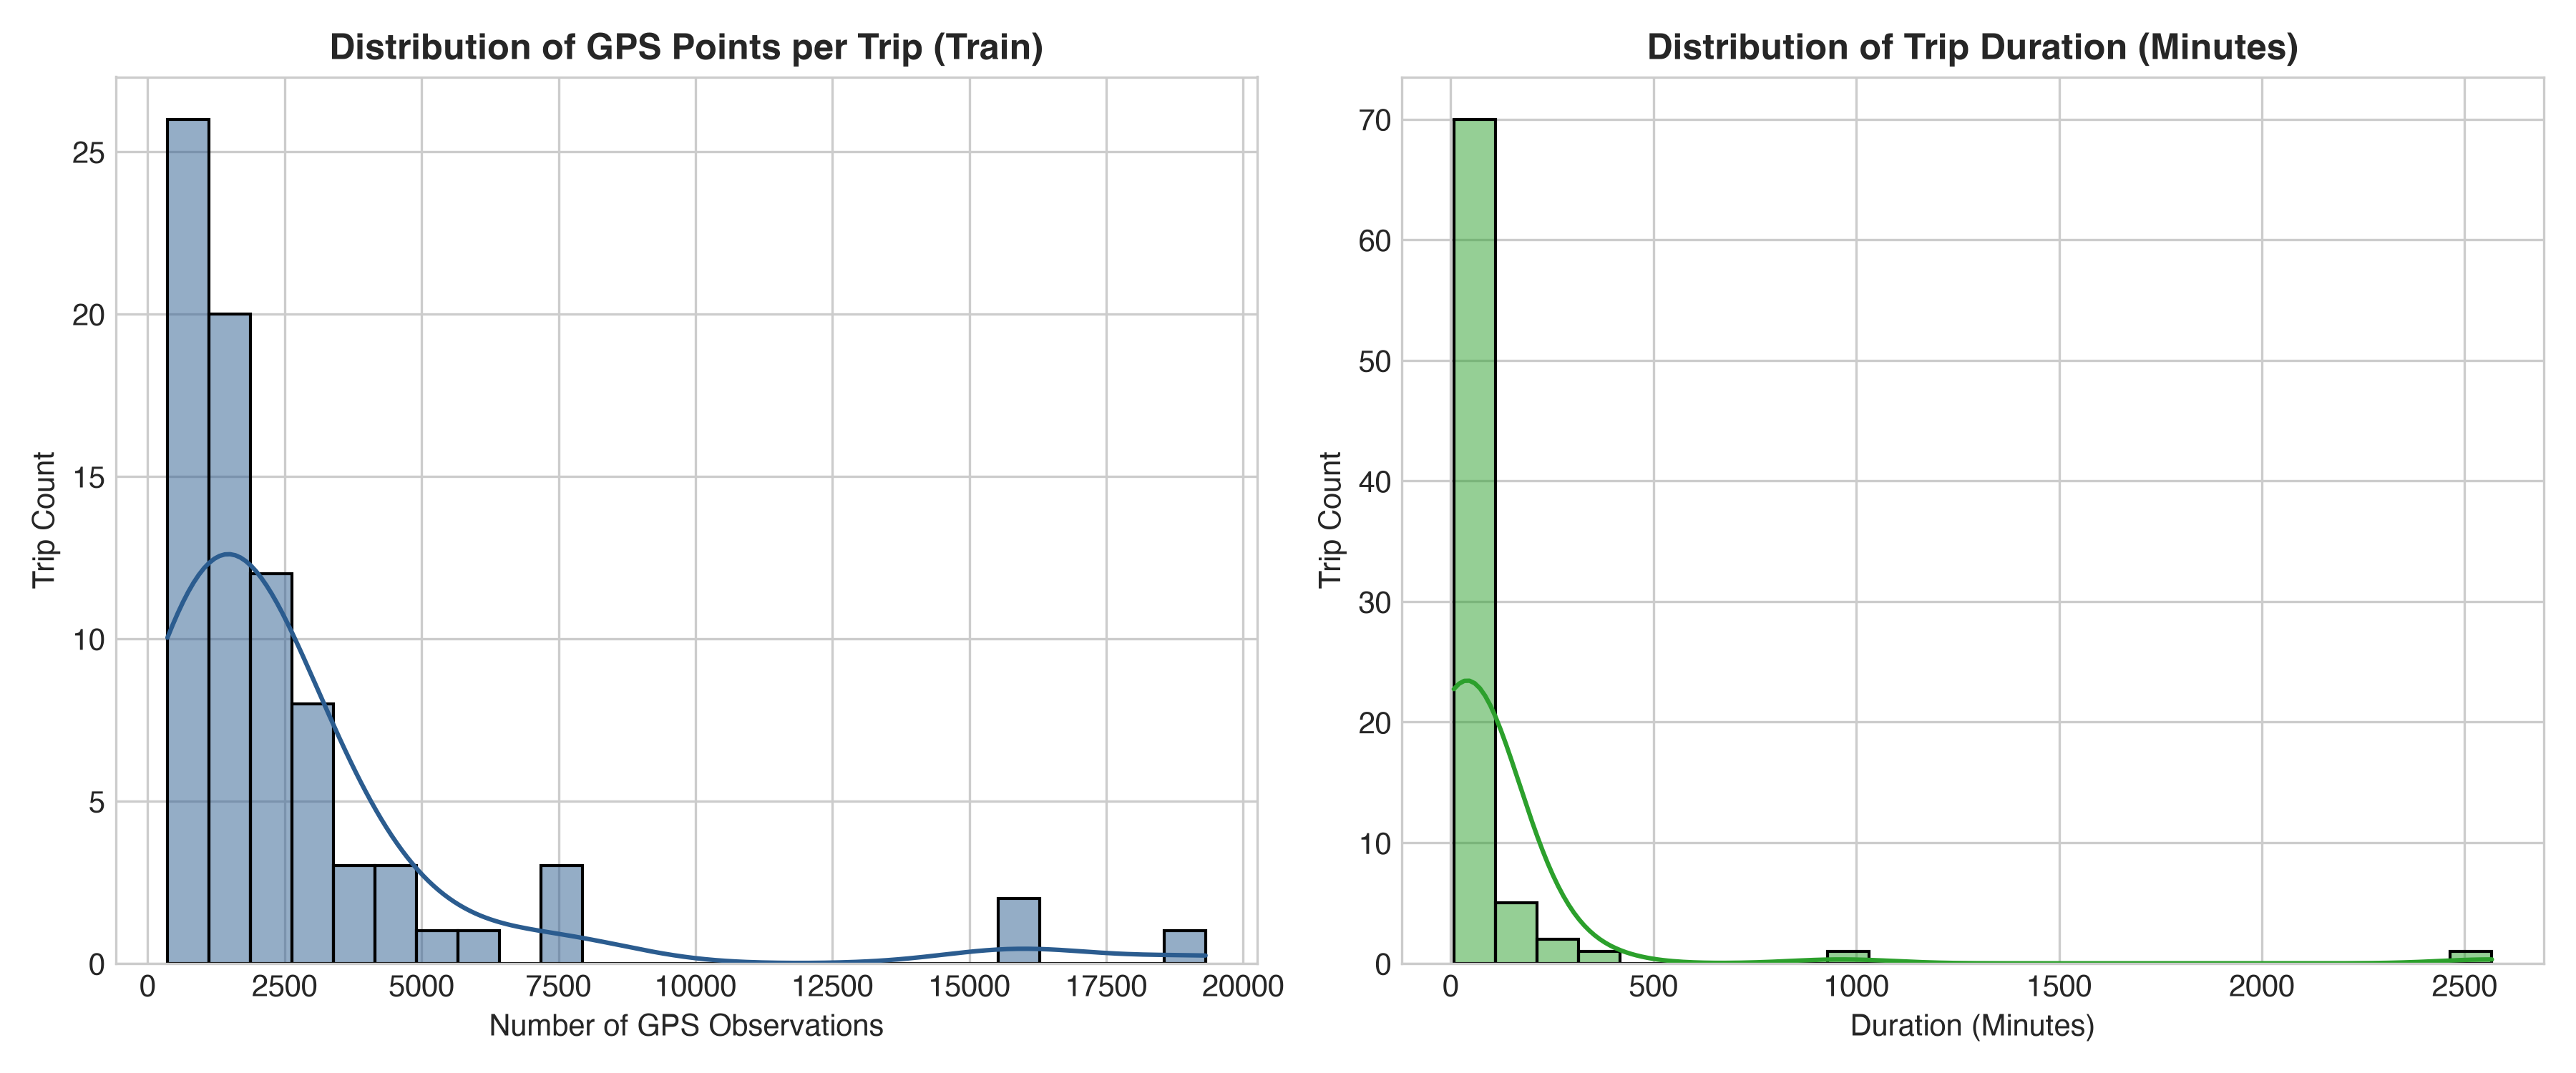 Distribution of GPS Points per Trip (Train)
Trip Count
25
20
15
10
5
0
0 2500 5000 7500 10000 12500 15000 17500 20000
Number of GPS Observations
Distribution of Trip Duration (Minutes)
Trip Count
70
60
50
40
30
20
10
0
0 500 1000 1500 2000 2500
Duration (Minutes)